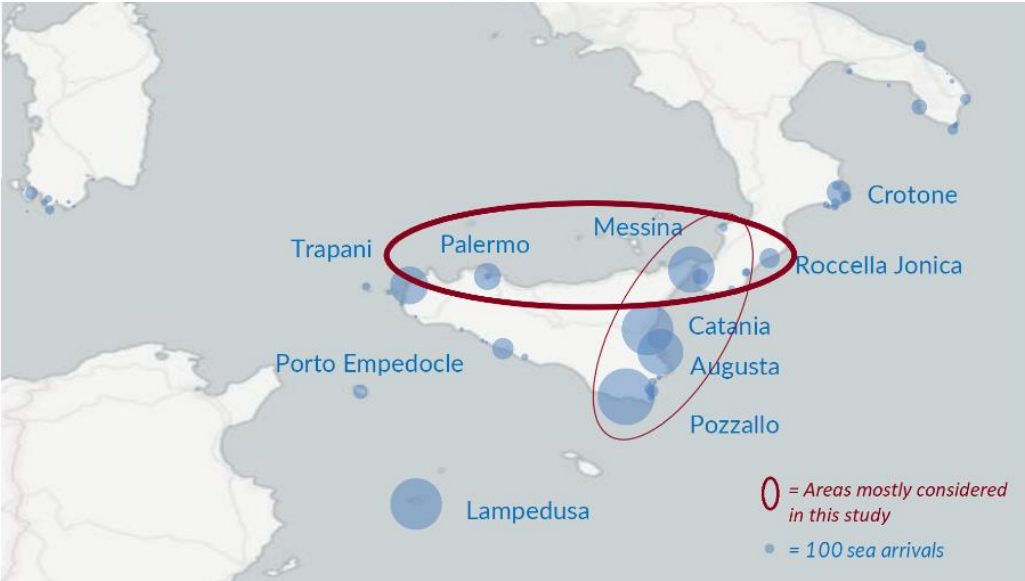 Crotone
Messina
Trapani
Palermo
Roccella Jonica
Catania
Porto Empedocle
Augusta
Pozzallo
Lampedusa
= Areas mostly considered
in this study
= 100 sea arrivals